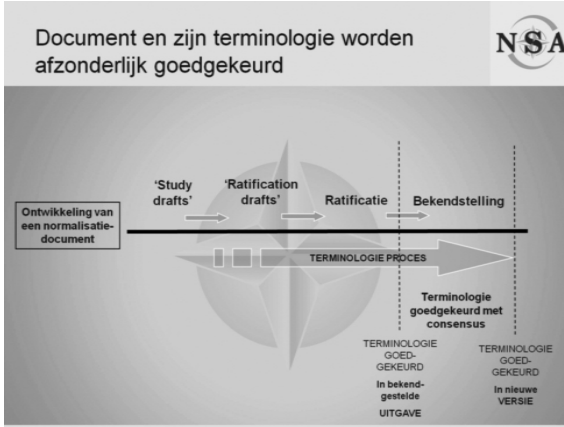 Document en zijn terminologie worden
afzonderlijk goedgekeurd
NSA
'Study
drafts'
'Ratification
drafts'
Ratificatie
Bekendstelling
Ontwikkeling van
een normalisatie-
document
TERMINOLOGIE PROCES
Terminologie
goedgekeurd met
consensus
TERMINOLOGIE
GOED-
GEKEURD
In bekend-
gestelde
UITGAVE
TERMINOLOGIE
GOED-
GEKEURD
In nieuwe
VERSIE